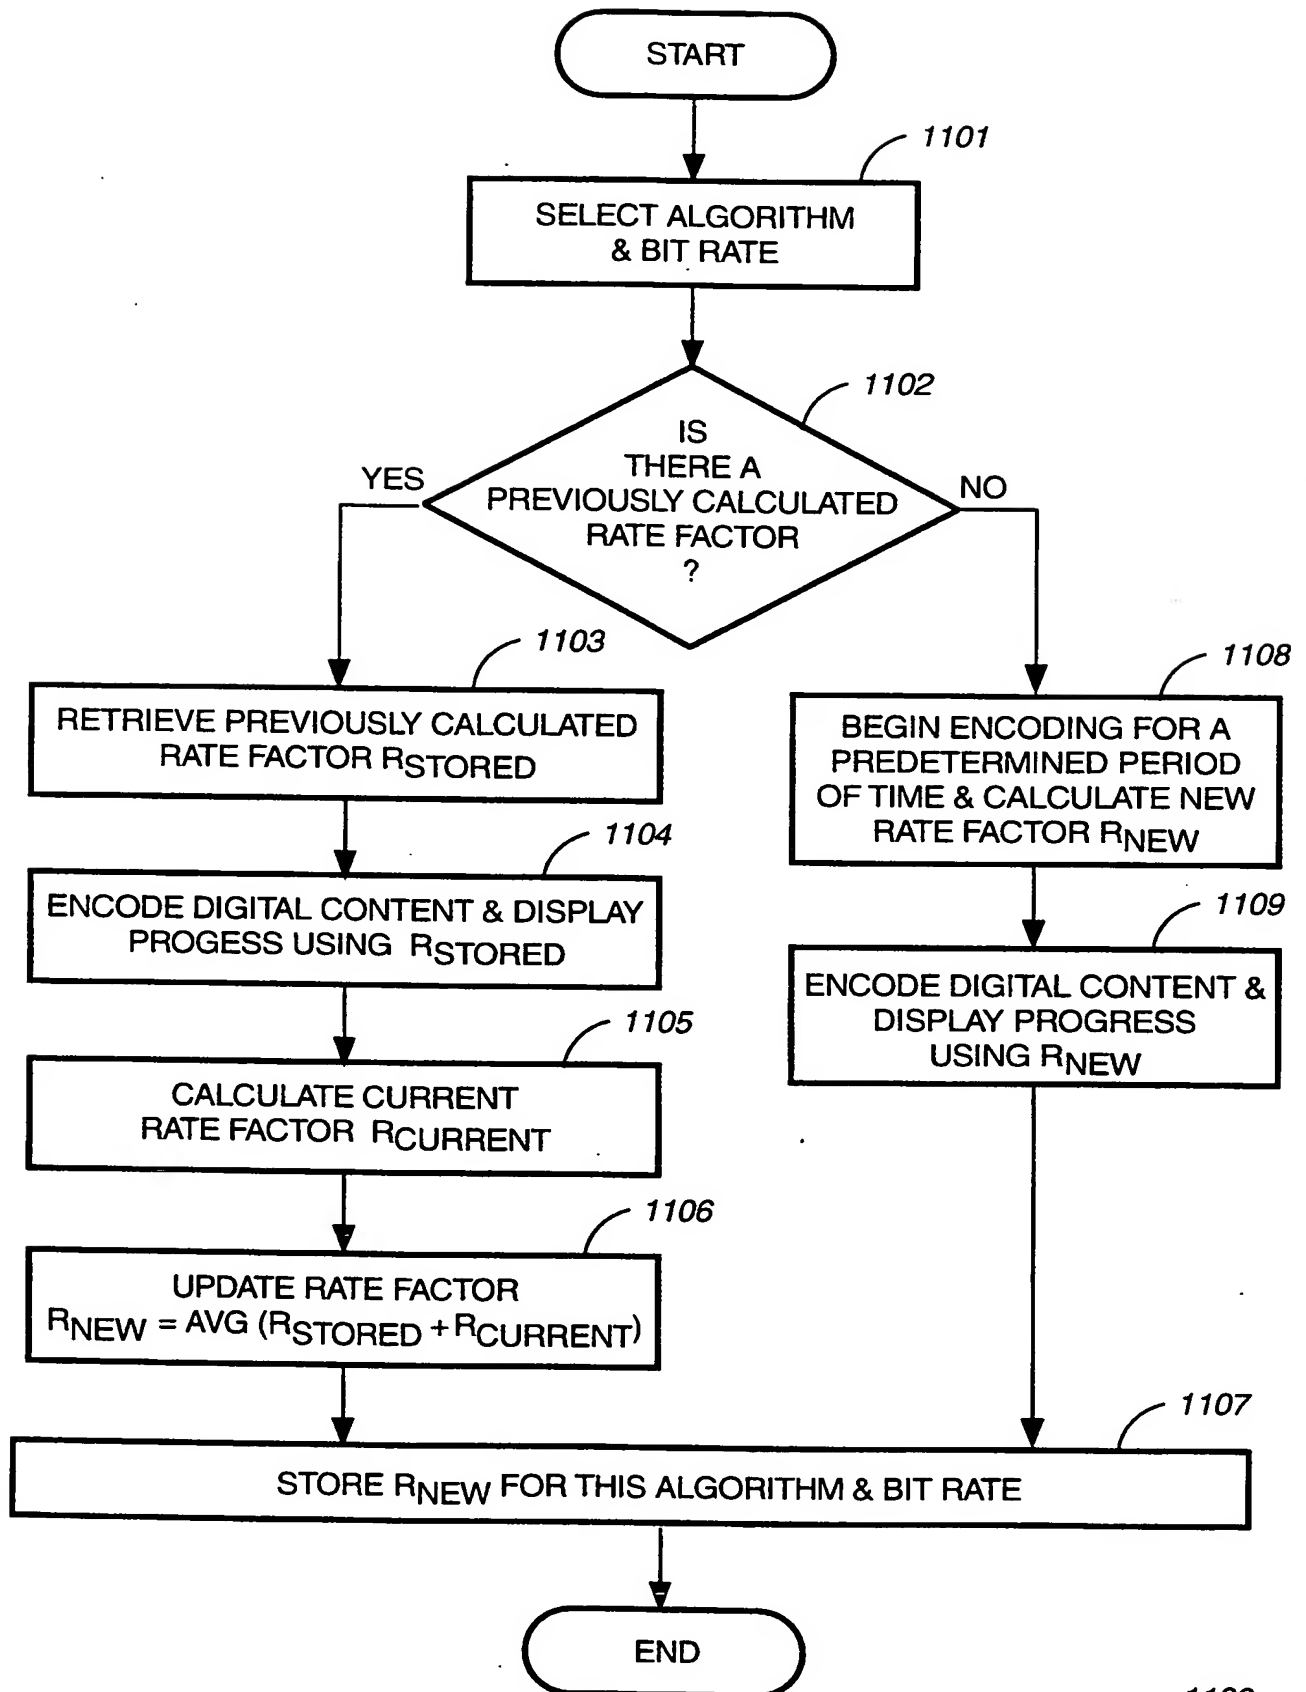 START
1101
SELECT ALGORITHM
& BIT RATE
1102
IS
THERE A
PREVIOUSLY CALCULATED
RATE FACTOR
?
YES
NO
1103
RETRIEVE PREVIOUSLY CALCULATED
RATE FACTOR RSTORED
1104
ENCODE DIGITAL CONTENT & DISPLAY
PROGESS USING RSTORED
1105
CALCULATE CURRENT
RATE FACTOR RCURRENT
1106
UPDATE RATE FACTOR
RNEW = AVG (RSTORED + RCURRENT)
1108
BEGIN ENCODING FOR A
PREDETERMINED PERIOD
OF TIME & CALCULATE NEW
RATE FACTOR RNEW
1109
ENCODE DIGITAL CONTENT &
DISPLAY PROGRESS
USING RNEW
1107
STORE RNEW FOR THIS ALGORITHM & BIT RATE
END